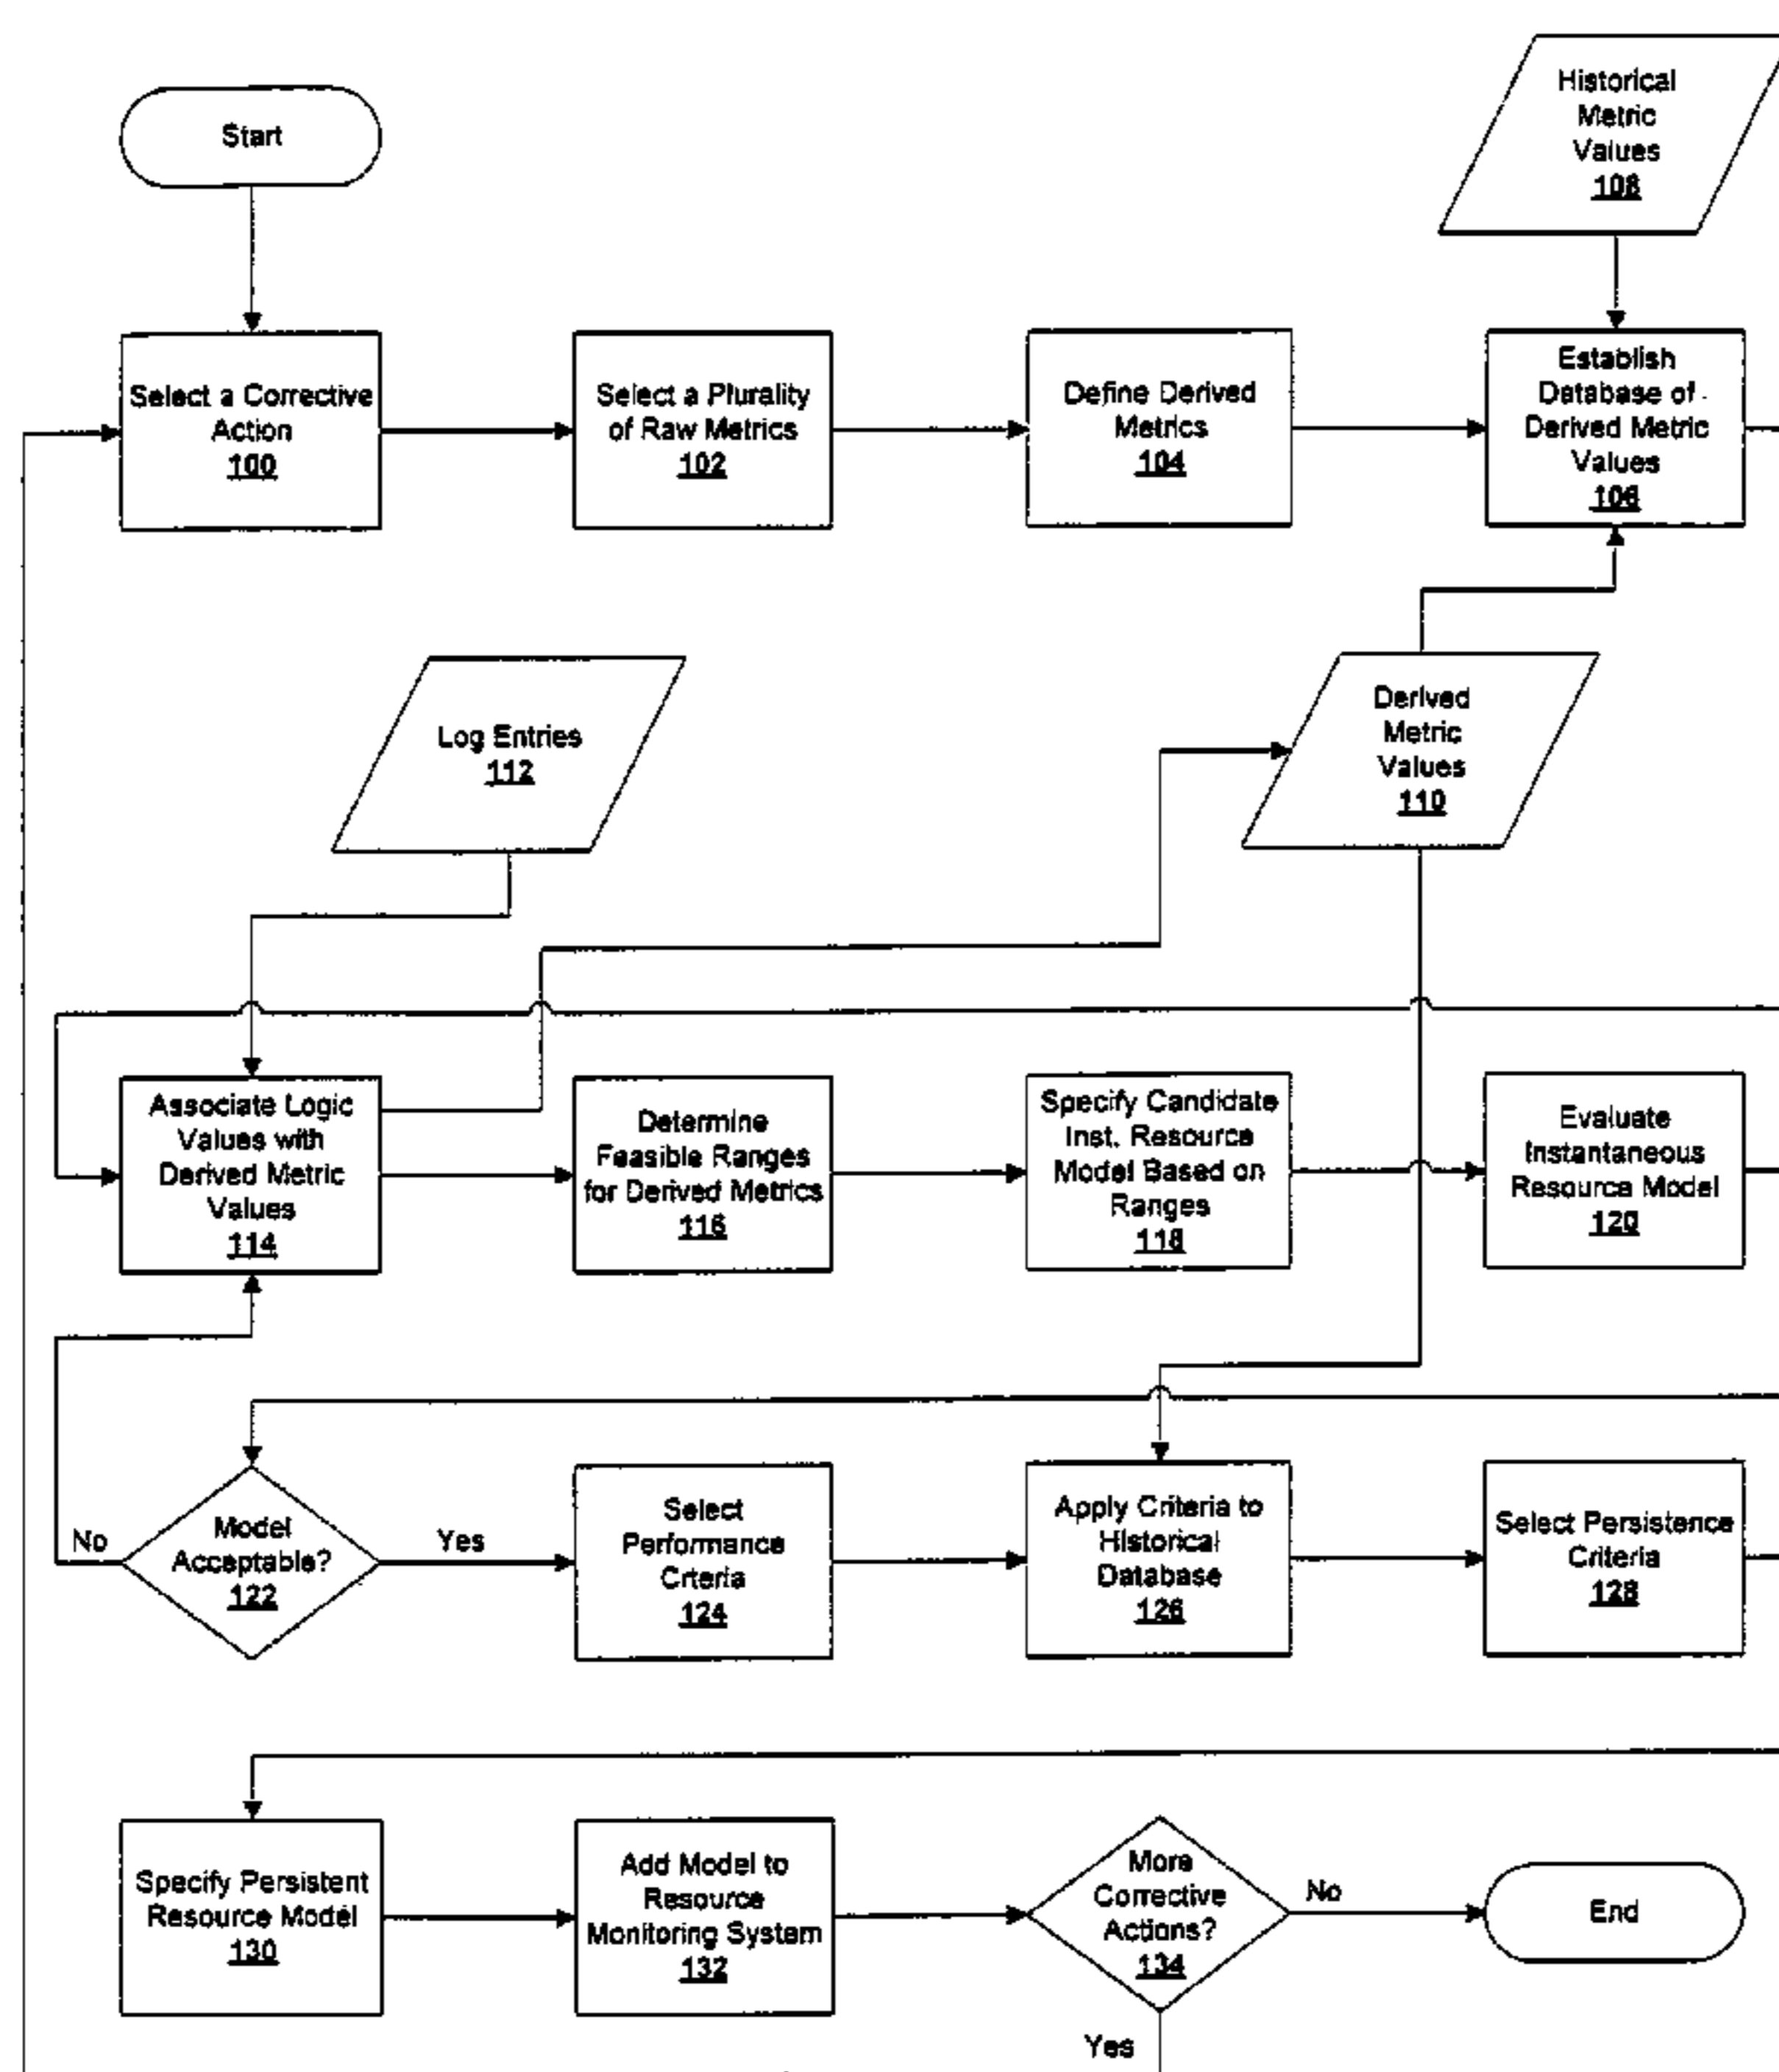 Start
Historical
Metric
Values
108
Select a Corrective
Action
100
Select a Plurality
of Raw Metrics
102
Define Derived
Metrics
104
Establish
Database of
Derived Metric
Values
106
Log Entries
112
Derived
Metric
Values
110
Associate Logic
Values with
Derived Metric
Values
114
Determine
Feasible Ranges
for Derived Metrics
116
Specify Candidate
Inst. Resource
Model Based on
Ranges
118
Evaluate
Instantaneous
Resource Model
120
No
Model
Acceptable?
122
Yes
Select
Performance
Crteria
124
Apply Criteria to
Historical
Database
126
Select Persistence
Criteria
128
Specify Persistent
Resource Model
130
Add Model to
Resource
Monitoring System
132
More
Corrective
Actions?
134
No
End
Yes